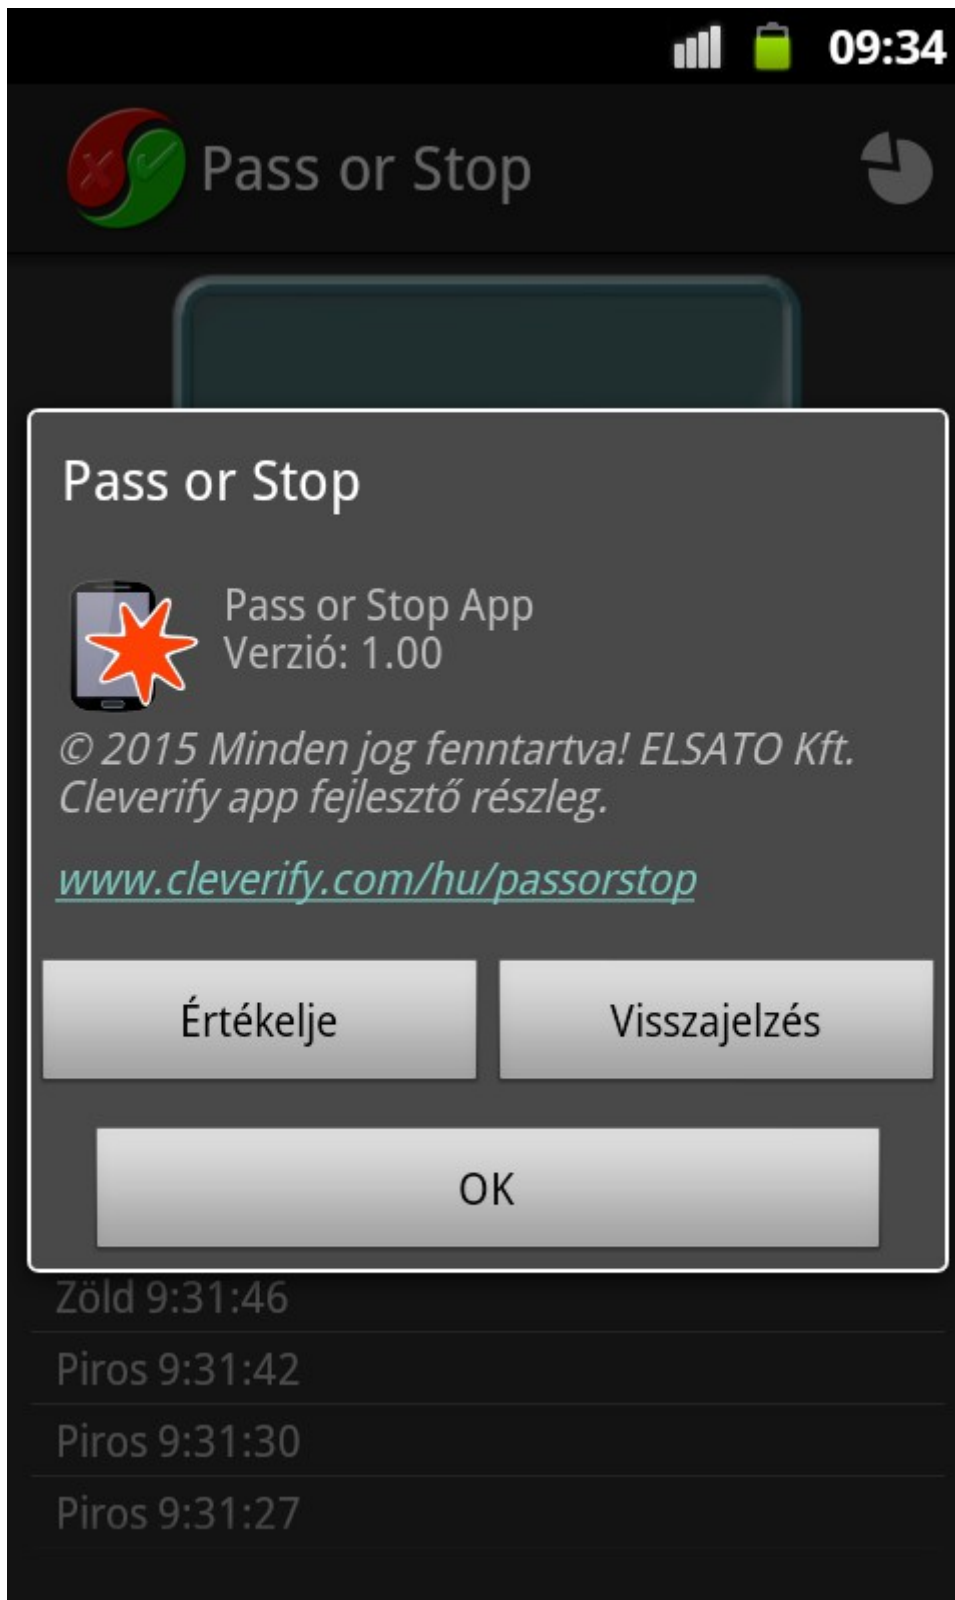 09:34
Pass or Stop
Pass or Stop
Pass or Stop App
Verzió: 1.00
© 2015 Minden jog fenntartva! ELSATO Kft.
Cleverify app fejlesztő részleg.
www.cleverify.com/hu/passorstop
Értékelje
Visszajelzés
OK
Zöld 9:31:46
Piros 9:31:42
Piros 9:31:30
Piros 9:31:27